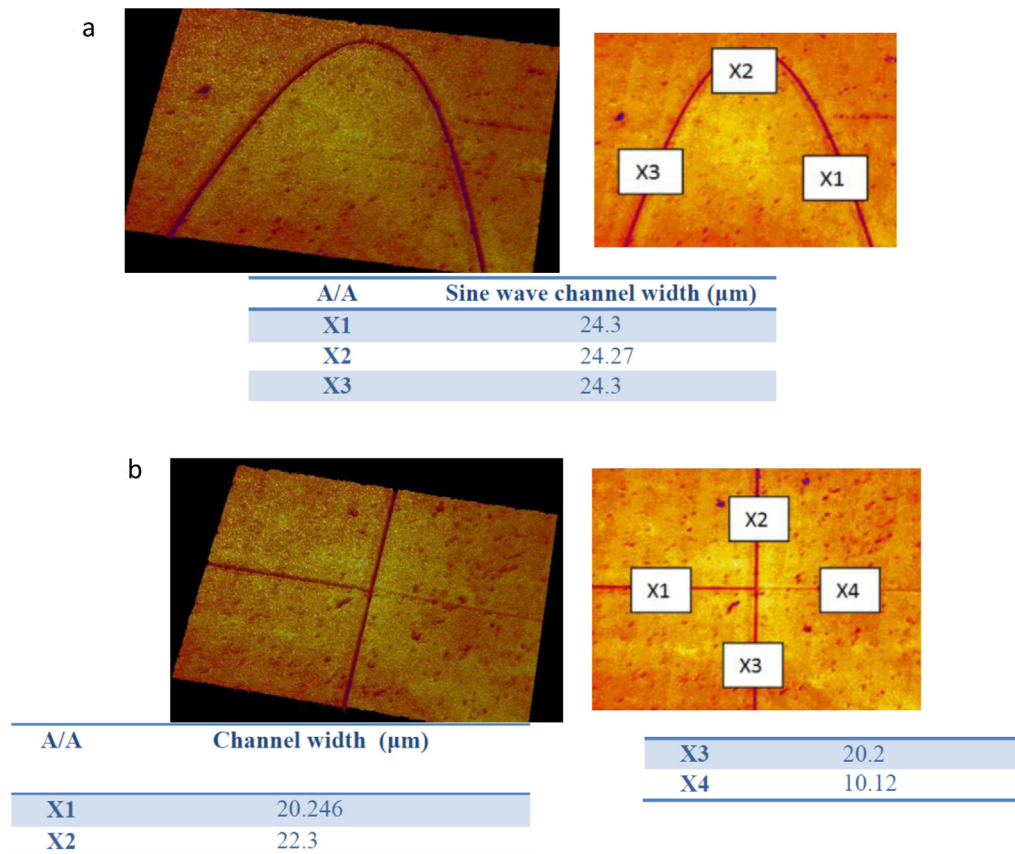 a
X2
X3
X1
A/A Sine wave channel width (μm)
X1 24.3
X2 24.27
X3 24.3
b
X2
X1 X4
X3
A/A Channel width (μm)
X1 20.246
X2 22.3
X3 20.2
X4 10.12